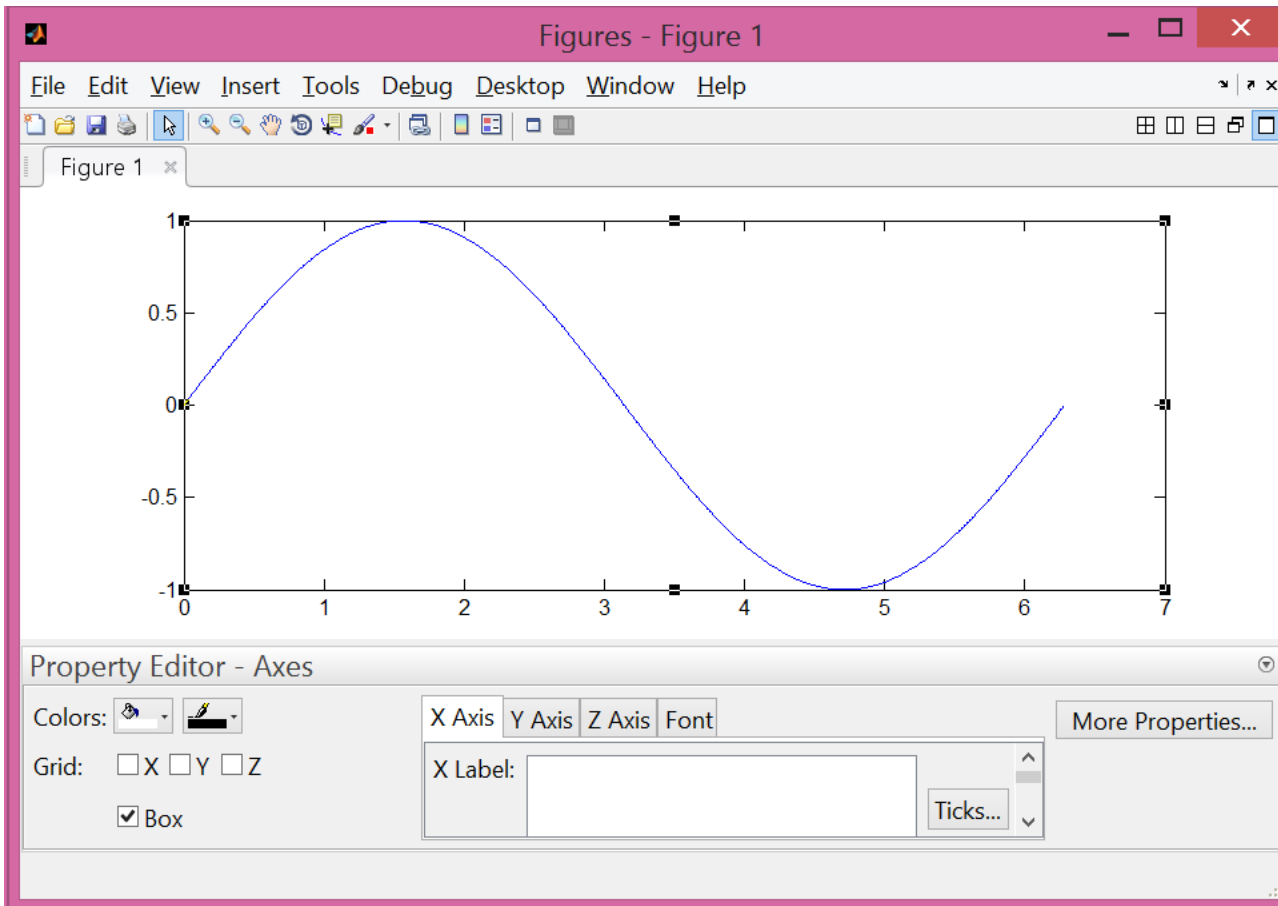 Figures - Figure 1
File Edit View Insert Tools Debug Desktop Window Help
Figure 1
1
0.5
0
-0.5
-1
0 1 2 3 4 5 6 7
Property Editor - Axes
Colors:
X Axis Y Axis Z Axis Font
More Properties...
Grid: X Y Z
X Label:
Ticks...
Box